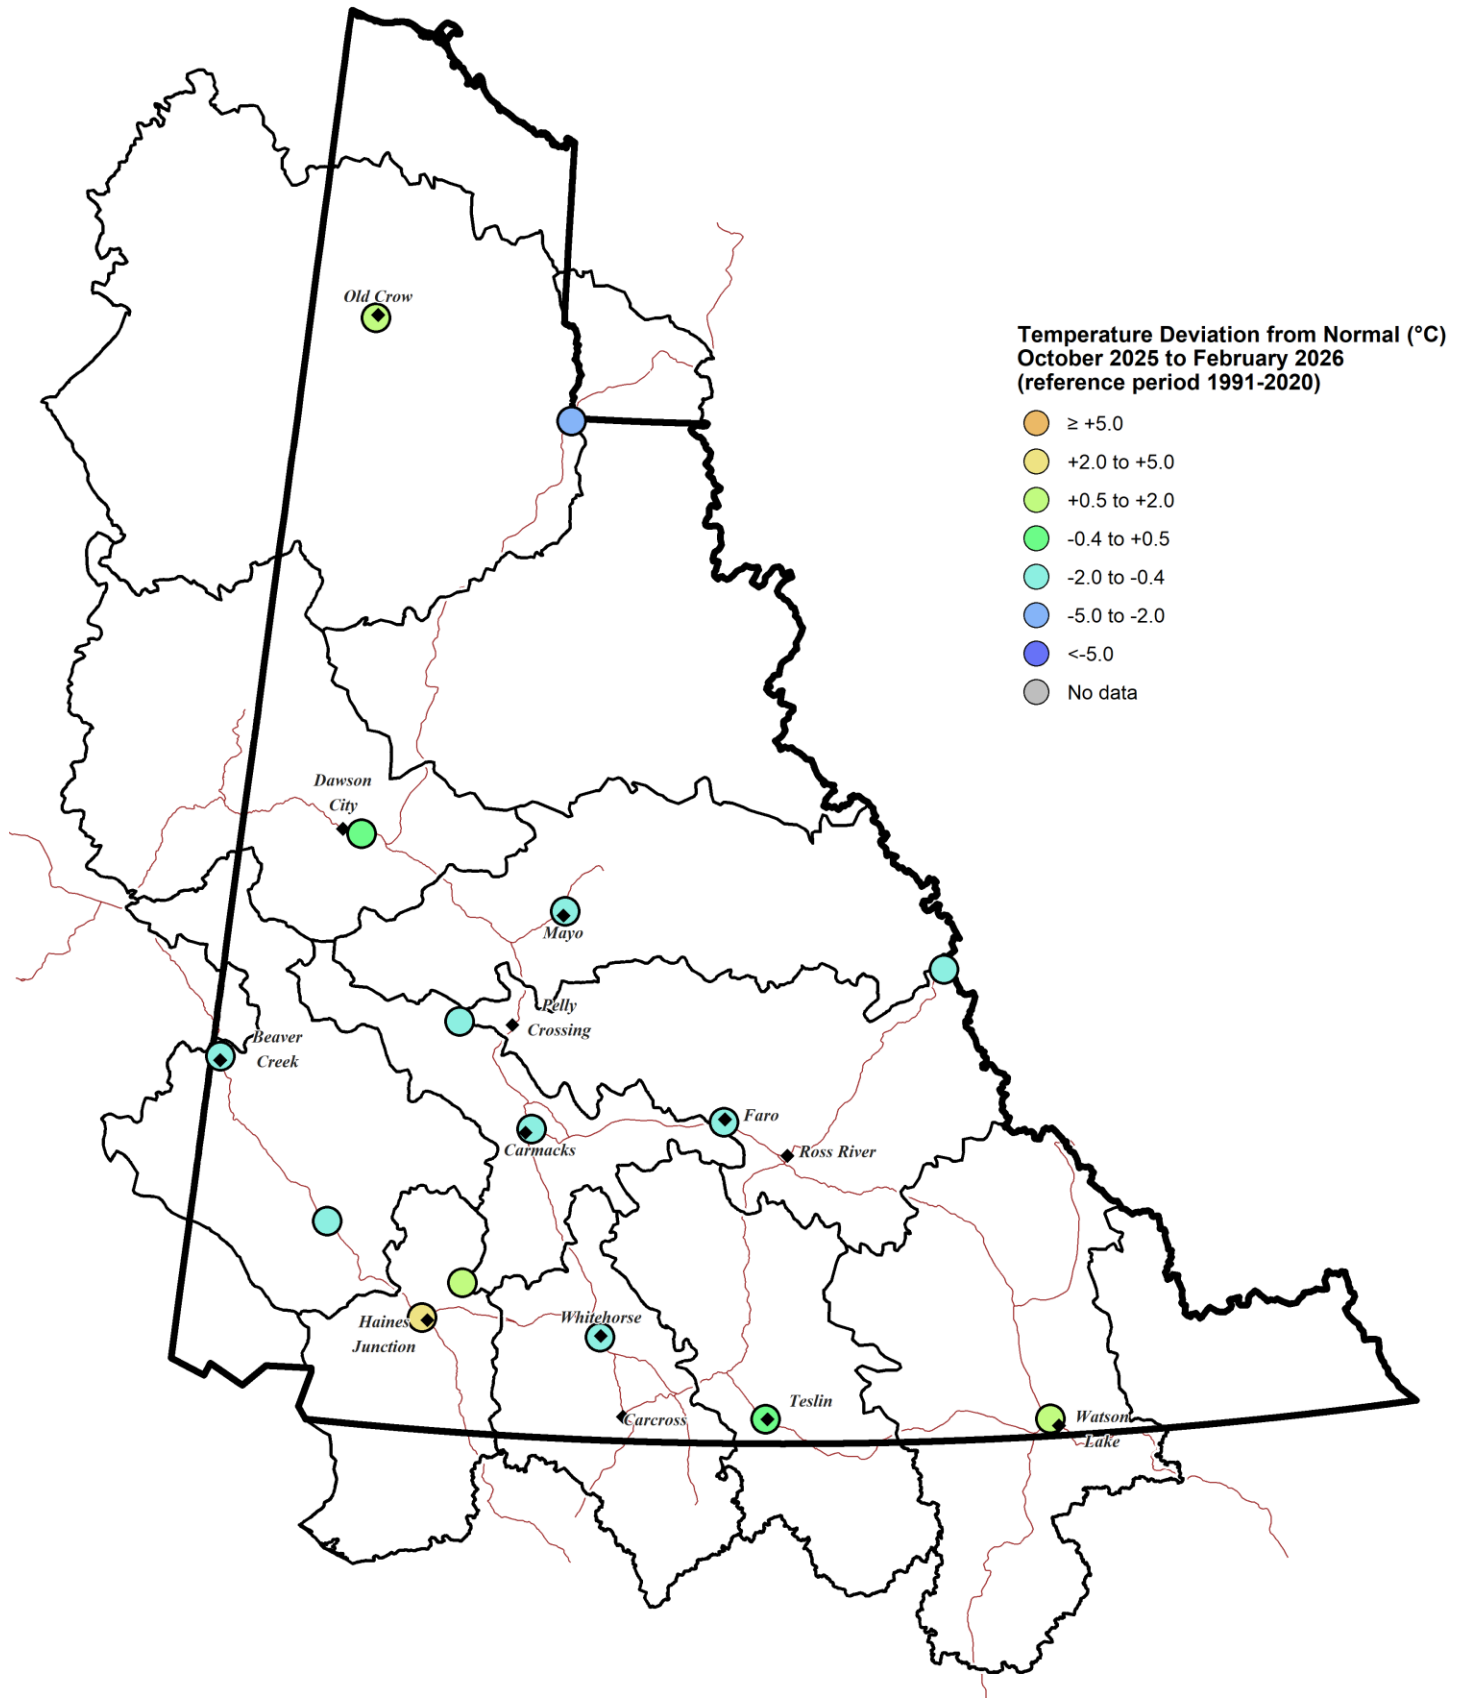 Old Crow
Temperature Deviation from Normal (°C)
October 2025 to February 2026
(reference period 1991-2020)
≥ +5.0
+2.0 to +5.0
+0.5 to +2.0
-0.4 to +0.5
-2.0 to -0.4
-5.0 to -2.0
<-5.0
No data
Dawson
City
Mayo
Pelly
Crossing
Beaver
Creek
Faro
Carmacks
Ross River
Haines
Junction
Whitehorse
Teslin
Carcross
Watson
Lake